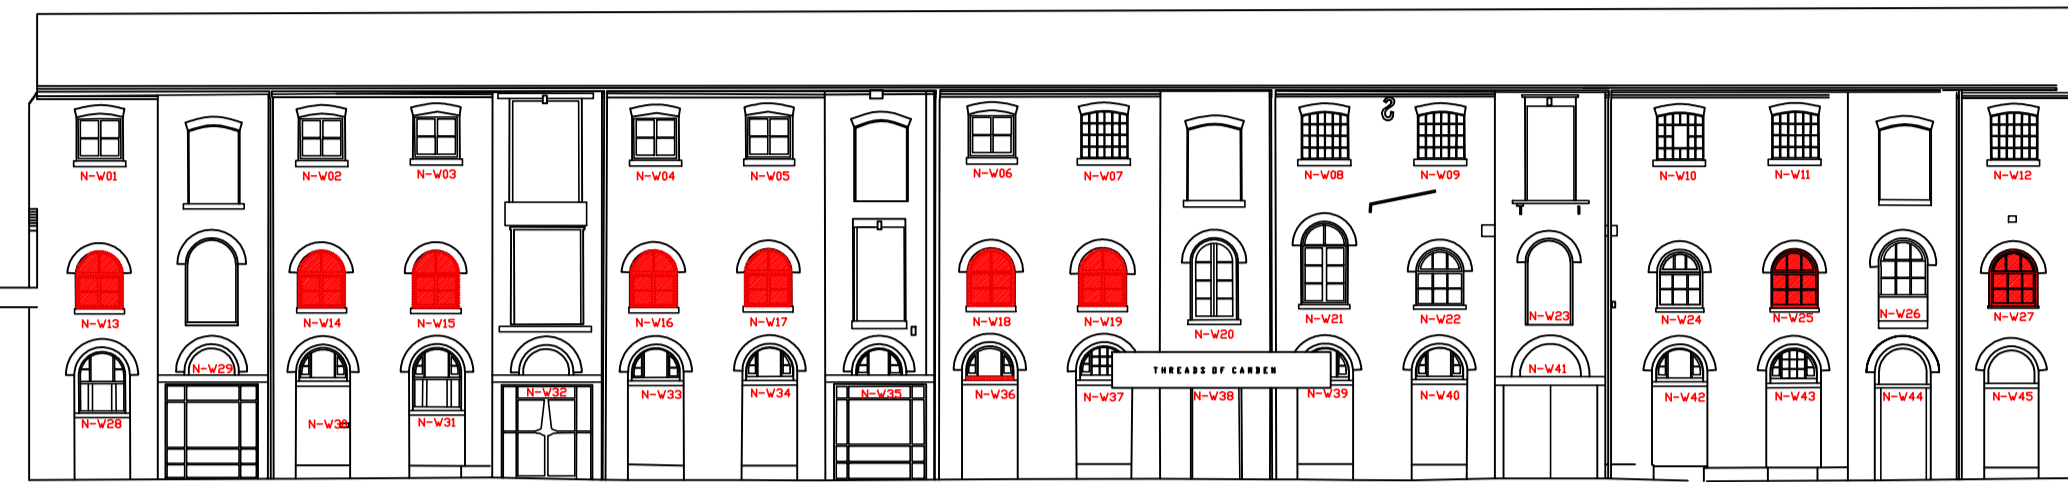 N-W01 N-W02 N-W03 N-W04 N-W05 N-W06 N-W07 N-W08 N-W09 N-W10 N-W11 N-W12
N-W13 N-W14 N-W15 N-W16 N-W17 N-W18 N-W19 N-W20 N-W21 N-W22 N-W23 N-W24 N-W25 N-W26 N-W27
THREADS OF CAMDEN
N-W28 N-W29 N-W30 N-W31 N-W32 N-W33 N-W34 N-W35 N-W36 N-W37 N-W38 N-W39 N-W40 N-W41 N-W42 N-W43 N-W44 N-W45